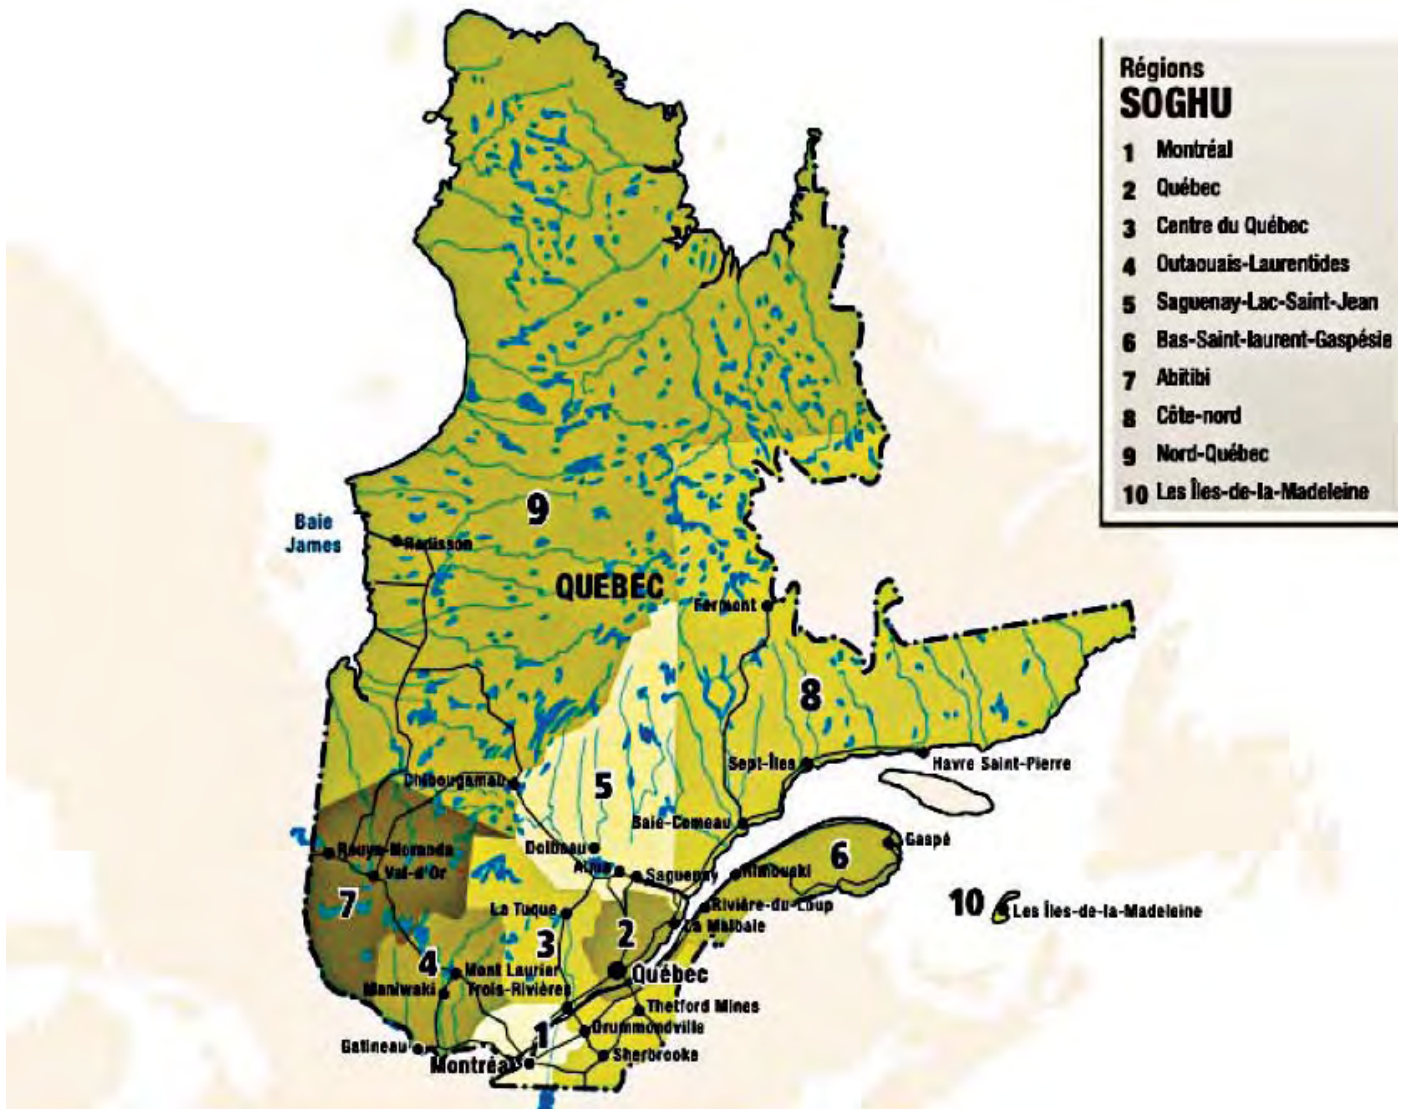 Régions
SOGHU
1 Montréal
2 Québec
3 Centre du Québec
4 Outaouais-Laurentides
5 Saguenay-Lac-Saint-Jean
6 Bas-Saint-laurent-Gaspésie
7 Abitibi
8 Côte-nord
9 Nord-Québec
10 Les Îles-de-la-Madeleine
9
Baie
James
Radisson
QUEBEC
Fermont
8
Sept-Îles
Havre Saint-Pierre
Chibougamau
5
Baie-Comeau
Dolbeau
Gaspé
6
Rouyn-Noranda
Val-d'Or
Alma
Saguenay
Rimouski
7
La Tuque
Rivière-du-Loup
10
Les Îles-de-la-Madeleine
La Malbaie
3
2
4
Mont Laurier
Québec
Maniwaki
Trois-Rivières
Thetford Mines
1
Drummondville
Gatineau
Sherbrooke
Montréal